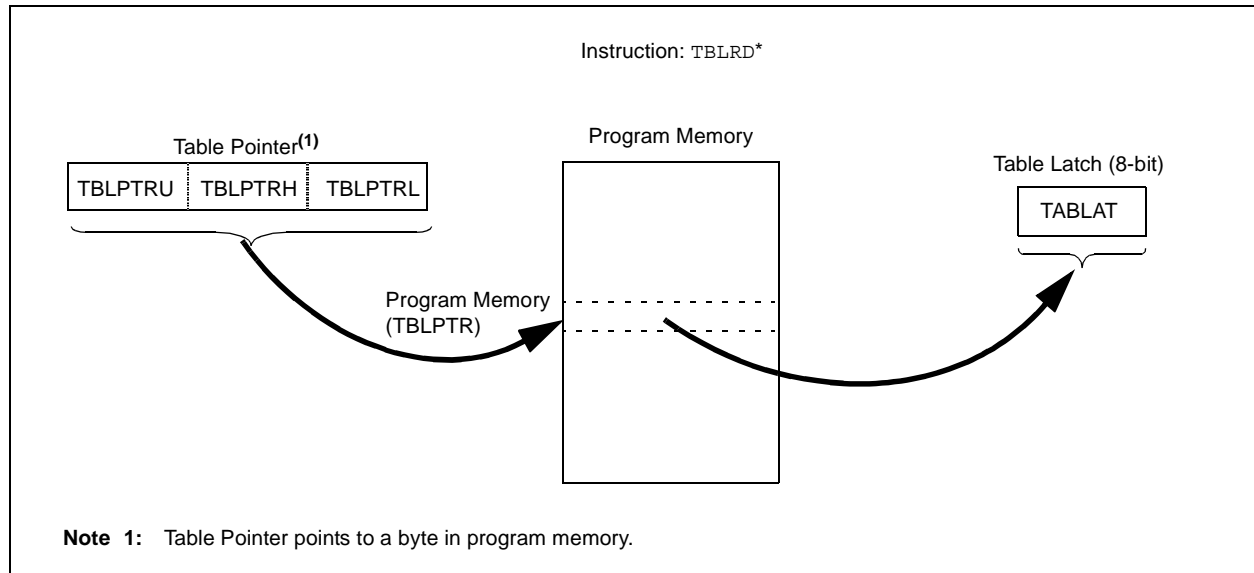 Instruction: TBLRD*
Table Pointer(1)
TBLPTRU TBLPTRH TBLPTRL
Program Memory
Table Latch (8-bit)
TABLAT
Program Memory
(TBLPTR)
Note 1: Table Pointer points to a byte in program memory.